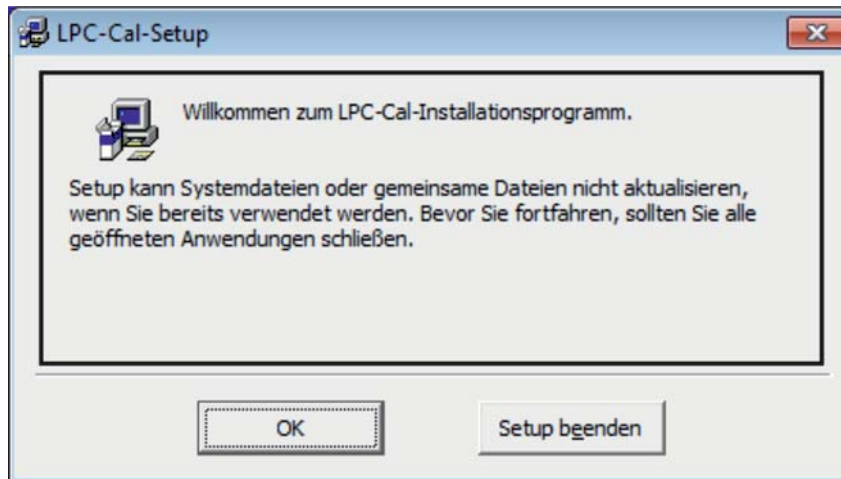 LPC-Cal-Setup
Willkommen zum LPC-Cal-Installationsprogramm.
Setup kann Systemdateien oder gemeinsame Dateien nicht aktualisieren,
wenn Sie bereits verwendet werden. Bevor Sie fortfahren, sollten Sie alle
geöffneten Anwendungen schließen.
OK
Setup beenden